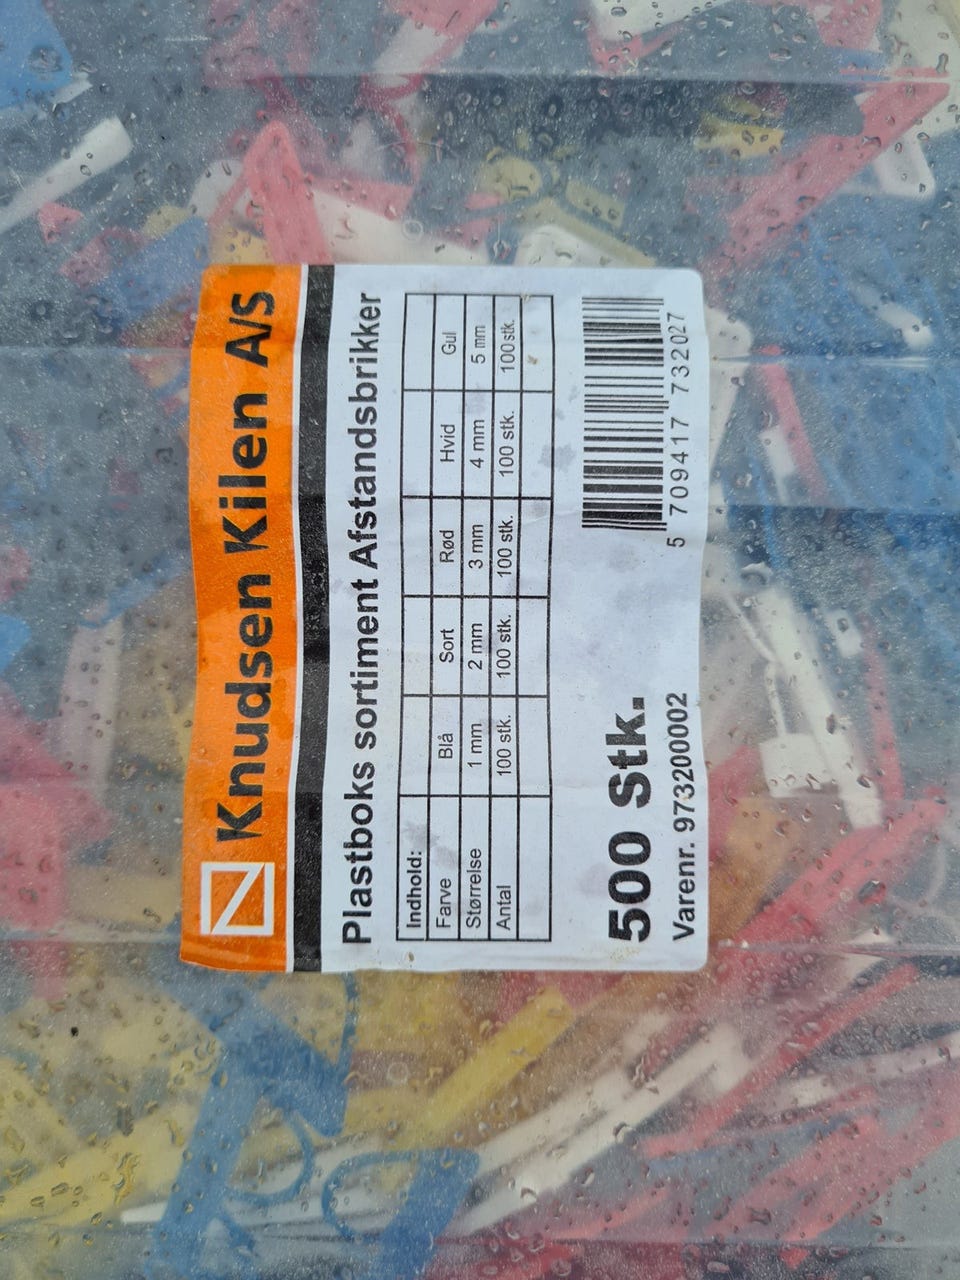 Knudsen Kilen A/S
Plastboks sortiment Afstandsbrikker
Indhold:
Farve Blå Sort Rød Hvid Gul
Størrelse 1 mm 2 mm 3 mm 4 mm 5 mm
Antal 100 stk. 100 stk. 100 stk. 100 stk. 100 stk.
500 Stk.
Varenr. 973200002
5 709417 732027